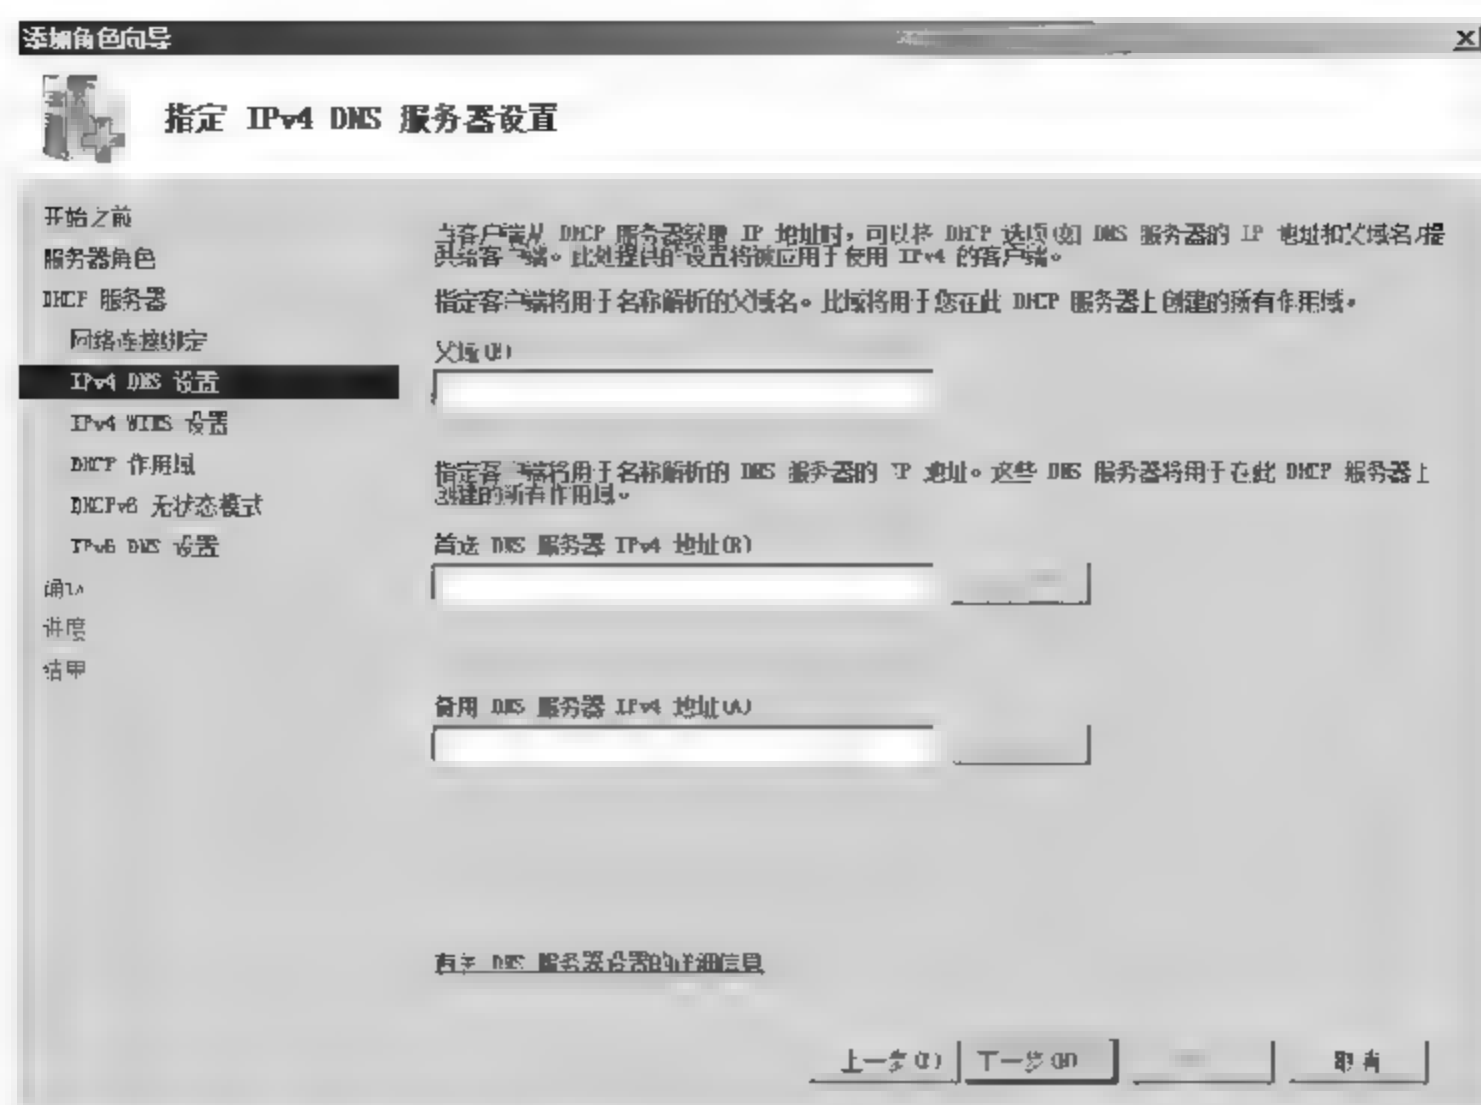 添加角色向导
指定 IPv4 DNS 服务器设置
开始之前
服务器角色
DHCP 服务器
网络连接绑定
IPv4 DNS 设置
IPv4 WINS 设置
DHCP 作用域
DHCPv6 无状态模式
IPv6 DNS 设置
确认
进度
结果
当客户端从 DHCP 服务器获取 IP 地址时，可以将 DHCP 选项(如 DNS 服务器的 IP 地址和父域名)提
供给客户端。此处提供的设置将被应用于使用 IPv4 的客户端。
指定客户端将用于名称解析的父域名。此域将用于您在此 DHCP 服务器上创建的所有作用域。
父域
指定客户端将用于名称解析的 DNS 服务器的 IP 地址。这些 DNS 服务器将用于在此 DHCP 服务器上
创建的所有作用域。
首选 DNS 服务器 IPv4 地址(R)
备用 DNS 服务器 IPv4 地址(A)
有关 DNS 服务器设置的详细信息
上一步(P)
下一步(N)
取消